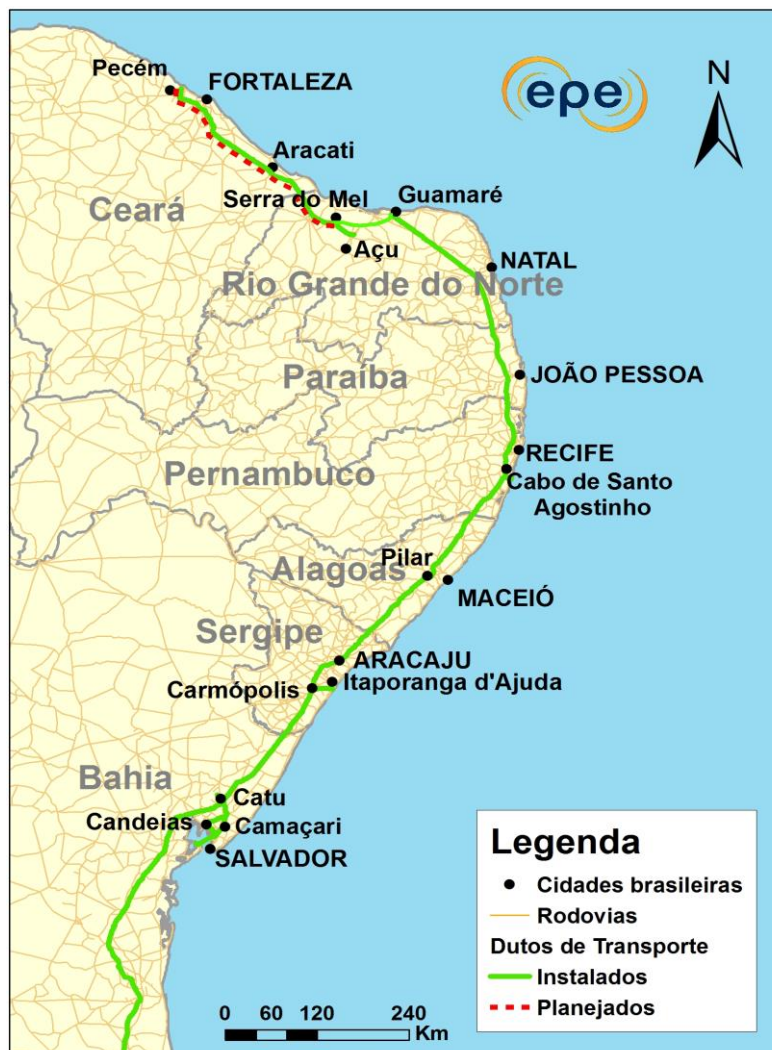 Pecém
FORTALEZA
epe
N
Aracati
Serra do Mel
Guamaré
Ceará
Açu
NATAL
Rio Grande do Norte
Paraíba
JOÃO PESSOA
RECIFE
Pernambuco
Cabo de Santo
Agostinho
Pilar
Alagoas
MACEIÓ
Sergipe
ARACAJU
Itaporanga d'Ajuda
Carmópolis
Bahia
Catu
Candeias
Camaçari
SALVADOR
Legenda
Cidades brasileiras
Rodovias
Dutos de Transporte
Instalados
Planejados
0 60 120 240
Km